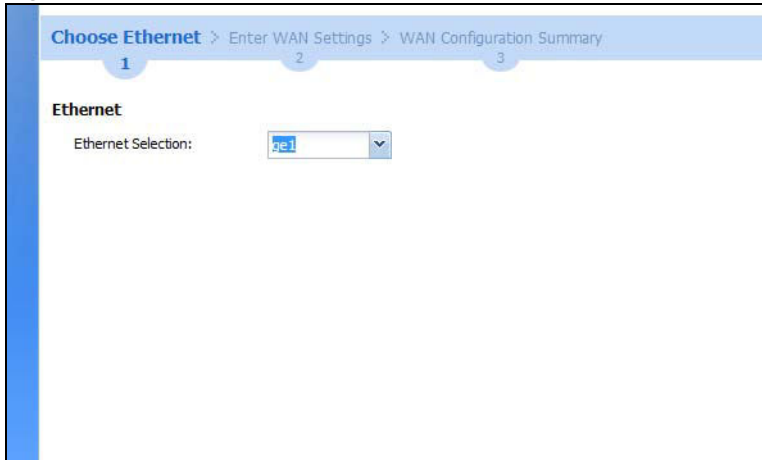 Choose Ethernet > Enter WAN Settings > WAN Configuration Summary
1 2 3
Ethernet
Ethernet Selection: ge1